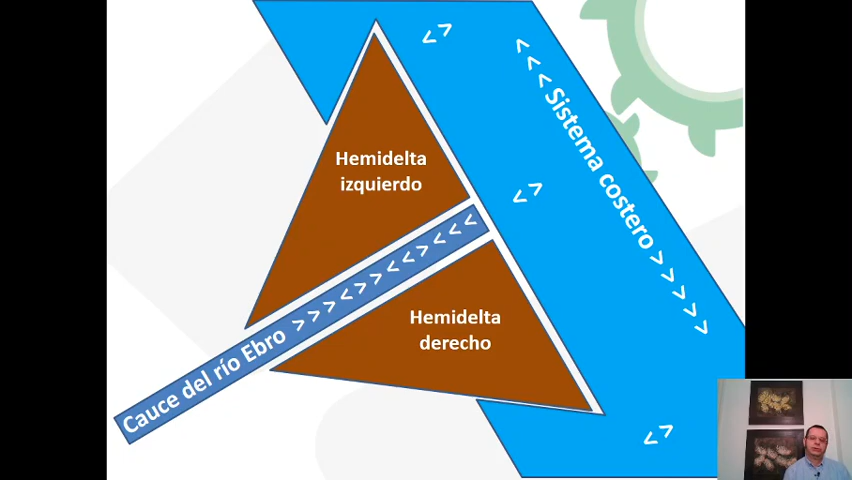 < >
< < < Sistema costero > > > > >
Hemidelta
izquierdo
< >
Cauce del río Ebro > > > < > > < < > < < <
Hemidelta
derecho
< >